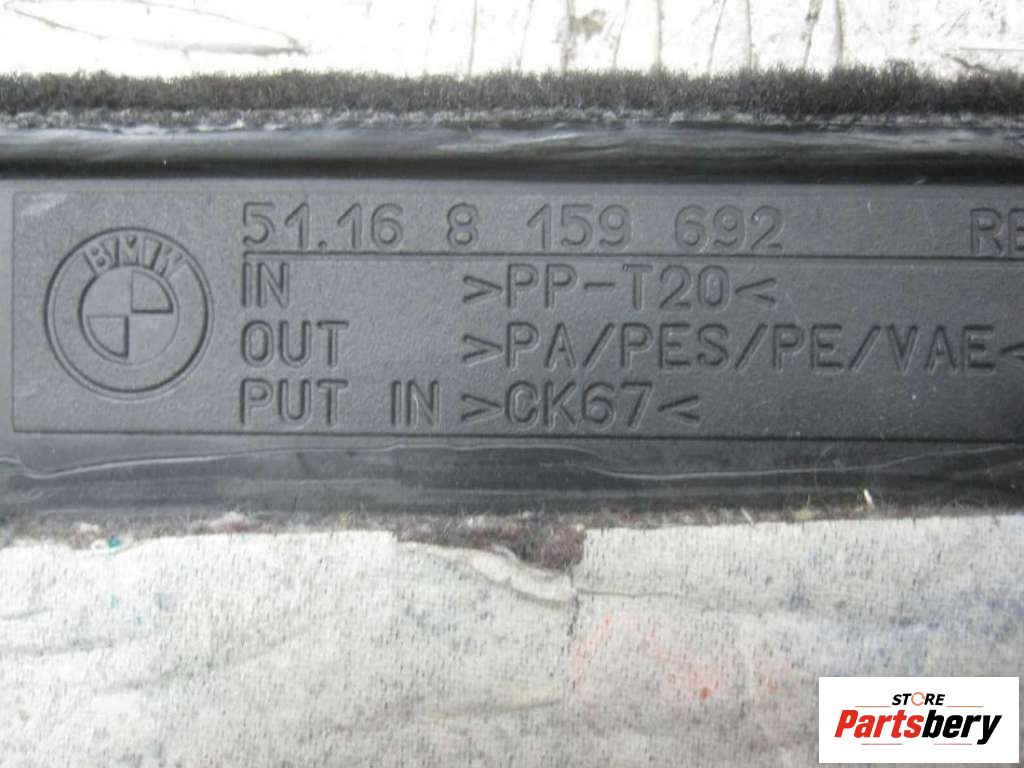 BMW
51.16 8 159 692
IN >PP-T20<
OUT >PA/PES/PE/VAE<
PUT IN >CK67<
STORE
Partsbery